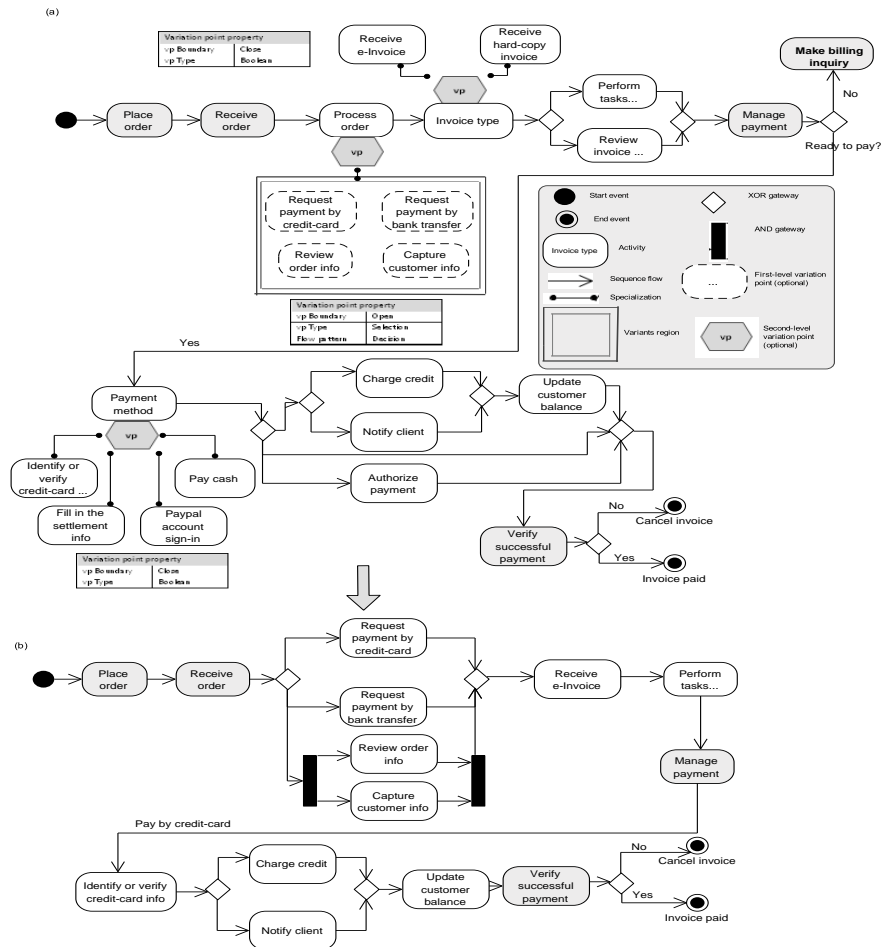 (a)
Variation point property
vp Boundary Close
vp Type Boolean
Receive
e-Invoice
Receive
hard-copy
invoice
Make billing
inquiry
vp
Perform
tasks...
No
Place
order
Receive
order
Process
order
Invoice type
Manage
payment
Review
invoice ...
Ready to pay?
vp
Request
payment by
credit-card
Request
payment by
bank transfer
Review
order info
Capture
customer info
Start event
XOR gateway
End event
AND gateway
Invoice type
Activity
Sequence flow
...
First-level variation
point (optional)
Specialization
Variants region
vp
Second-level
variation point
(optional)
Variation point property
vp Boundary Open
vp Type Selection
Flow pattern Decision
Yes
Payment
method
Charge credit
Update
customer
balance
vp
Notify client
Identify or
verify
credit-card ...
Pay cash
Authorize
payment
Fill in the
settlement
info
Paypal
account
sign-in
No
Cancel invoice
Verify
successful
payment
Yes
Invoice paid
Variation point property
vp Boundary Close
vp Type Boolean
(b)
Request
payment by
credit-card
Place
order
Receive
order
Receive
e-Invoice
Perform
tasks...
Request
payment by
bank transfer
Review order
info
Capture
customer info
Manage
payment
Pay by credit-card
No
Cancel invoice
Charge credit
Identify or verify
credit-card info
Update
customer
balance
Verify
successful
payment
Yes
Invoice paid
Notify client